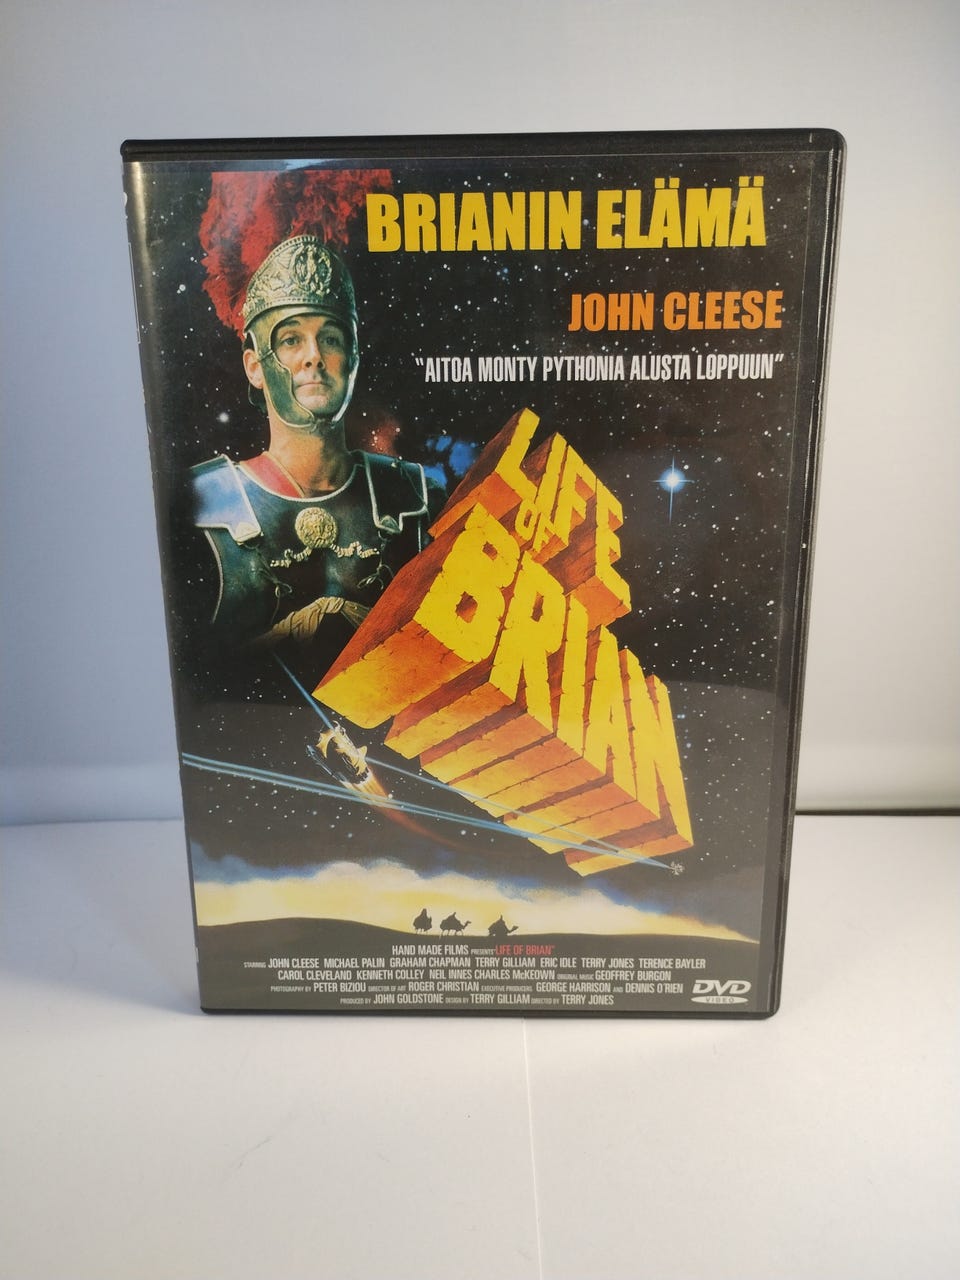 BRIANIN ELÄMÄ
JOHN CLEESE
"AITOA MONTY PYTHONIA ALUSTA LOPPUUN"
LIFE
OF
BRIAN
HAND MADE FILMS PRESENTS "LIFE OF BRIAN"
STARRING JOHN CLEESE MICHAEL PALIN GRAHAM CHAPMAN TERRY GILLIAM ERIC IDLE TERRY JONES TERENCE BAYLER
CAROL CLEVELAND KENNETH COLLEY NEIL INNES CHARLES McKEOWN ORIGINAL MUSIC GEOFFREY BURGON
PHOTOGRAPHY BY PETER BIZIOU DIRECTOR OF ART ROGER CHRISTIAN EXECUTIVE PRODUCERS GEORGE HARRISON AND DENNIS O'RIEN
PRODUCED BY JOHN GOLDSTONE DESIGN BY TERRY GILLIAM DIRECTED BY TERRY JONES
DVD
VIDEO